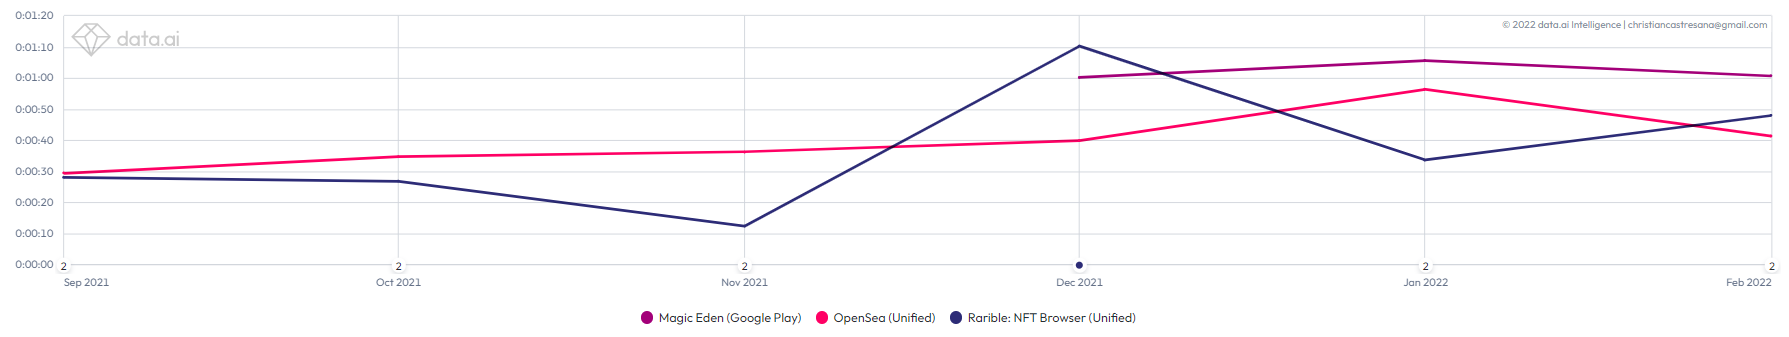 0:01:20
© 2022 data.ai Intelligence | christiancastresana@gmail.com
data.ai
0:01:10
0:01:00
0:00:50
0:00:40
0:00:30
0:00:20
0:00:10
0:00:00
2 2 2 2 2
Sep 2021 Oct 2021 Nov 2021 Dec 2021 Jan 2022 Feb 2022
Magic Eden (Google Play) OpenSea (Unified) Rarible: NFT Browser (Unified)